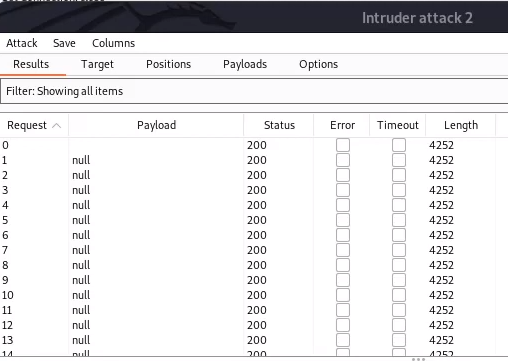 Intruder attack 2
Attack Save Columns
Results Target Positions Payloads Options
Filter: Showing all items
Request Payload Status Error Timeout Length
0 200 4252
1 null 200 4252
2 null 200 4252
3 null 200 4252
4 null 200 4252
5 null 200 4252
6 null 200 4252
7 null 200 4252
8 null 200 4252
9 null 200 4252
10 null 200 4252
11 null 200 4252
12 null 200 4252
13 null 200 4252
14 null 200 4252